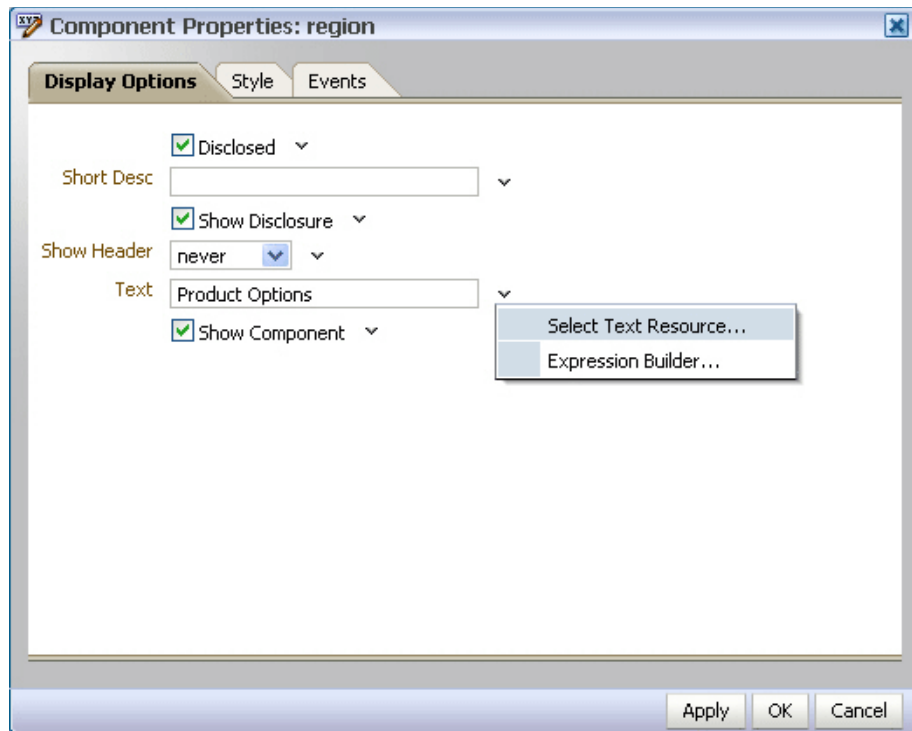 Component Properties: region
Display Options Style Events
Disclosed
Short Desc
Show Disclosure
Show Header never
Text Product Options
Select Text Resource...
Show Component
Expression Builder...
Apply OK Cancel